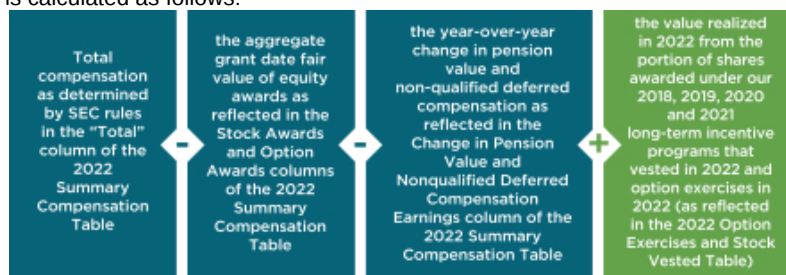 is calculated as follows:
Total
compensation
as determined
by SEC rules
in the “Total”
column of the
2022
Summary
Compensation
Table
-
the aggregate
grant date fair
value of equity
awards as
reflected in the
Stock Awards
and Option
Awards columns
of the 2022
Summary
Compensation
Table
-
the year-over-year
change in pension
value and
non-qualified deferred
compensation as
reflected in the
Change in Pension
Value and
Nonqualified Deferred
Compensation
Earnings column of the
2022 Summary
Compensation Table
+
the value realized
in 2022 from the
portion of shares
awarded under our
2018, 2019, 2020
and 2021
long-term incentive
programs that
vested in 2022 and
option exercises in
2022 (as reflected
in the 2022 Option
Exercises and Stock
Vested Table)